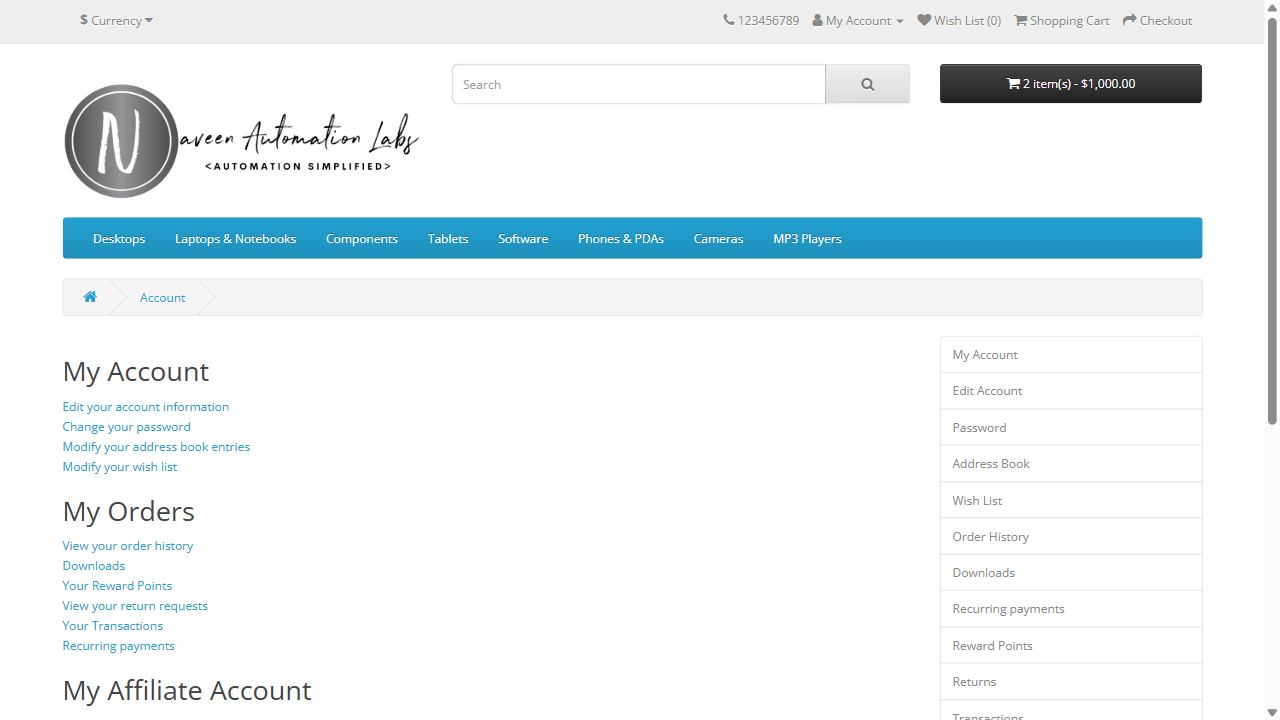 $ Currency
123456789 My Account Wish List (0) Shopping Cart Checkout
Search
2 item(s) - $1,000.00
N
aveen Automation Labs
<AUTOMATION SIMPLIFIED>
Desktops Laptops & Notebooks Components Tablets Software Phones & PDAs Cameras MP3 Players
Account
My Account
Edit your account information
Change your password
Modify your address book entries
Modify your wish list
My Orders
View your order history
Downloads
Your Reward Points
View your return requests
Your Transactions
Recurring payments
My Affiliate Account
My Account
Edit Account
Password
Address Book
Wish List
Order History
Downloads
Recurring payments
Reward Points
Returns
Transactions